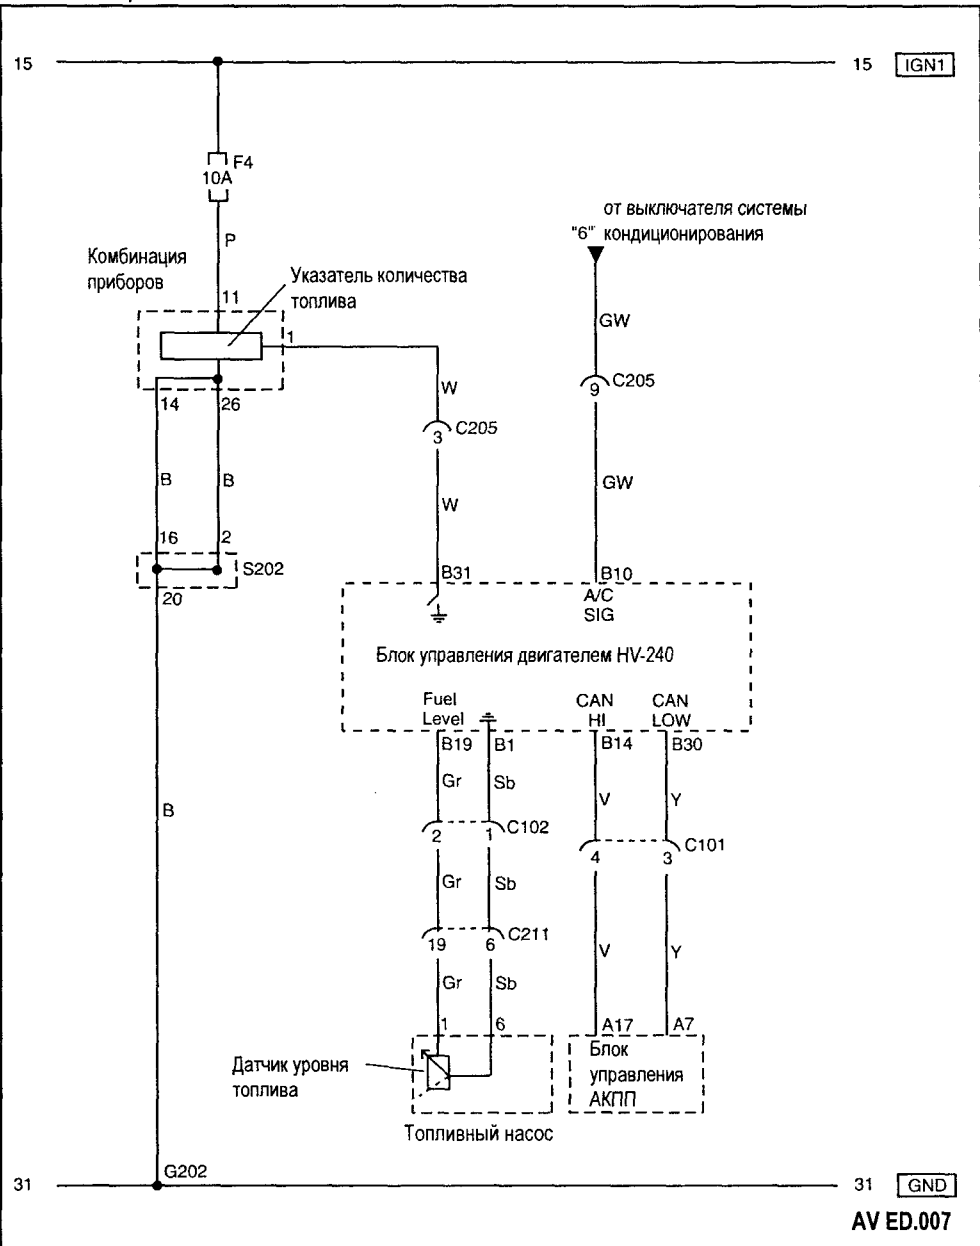 15
15 IGN1
F4
10A
от выключателя системы
"6" кондиционирования
P
Комбинация
приборов
Указатель количества
топлива
11
1
GW
9 C205
W
14
26
3 C205
B
B
GW
W
16
2
S202
B31
B10
20
A/C
SIG
Блок управления двигателем HV-240
Fuel
Level
CAN
HI
CAN
LOW
B19
B1
B14
B30
Gr
Sb
V
Y
B
2
1
C102
4
3
C101
Gr
Sb
19
6
C211
V
Y
Gr
Sb
1
6
A17
A7
Датчик уровня
топлива
Блок
управления
АКПП
Топливный насос
G202
31
31 GND
AV ED.007